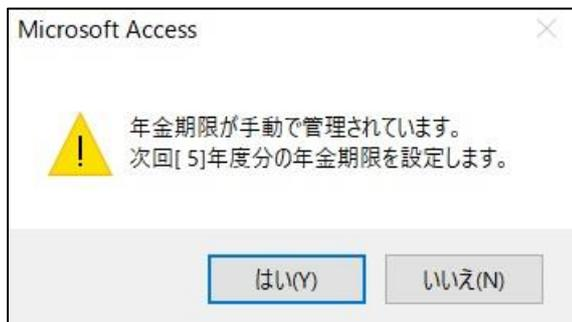 Microsoft Access
年金期限が手動で管理されています。
次回[ 5]年度分の年金期限を設定します。
はい(Y)
いいえ(N)